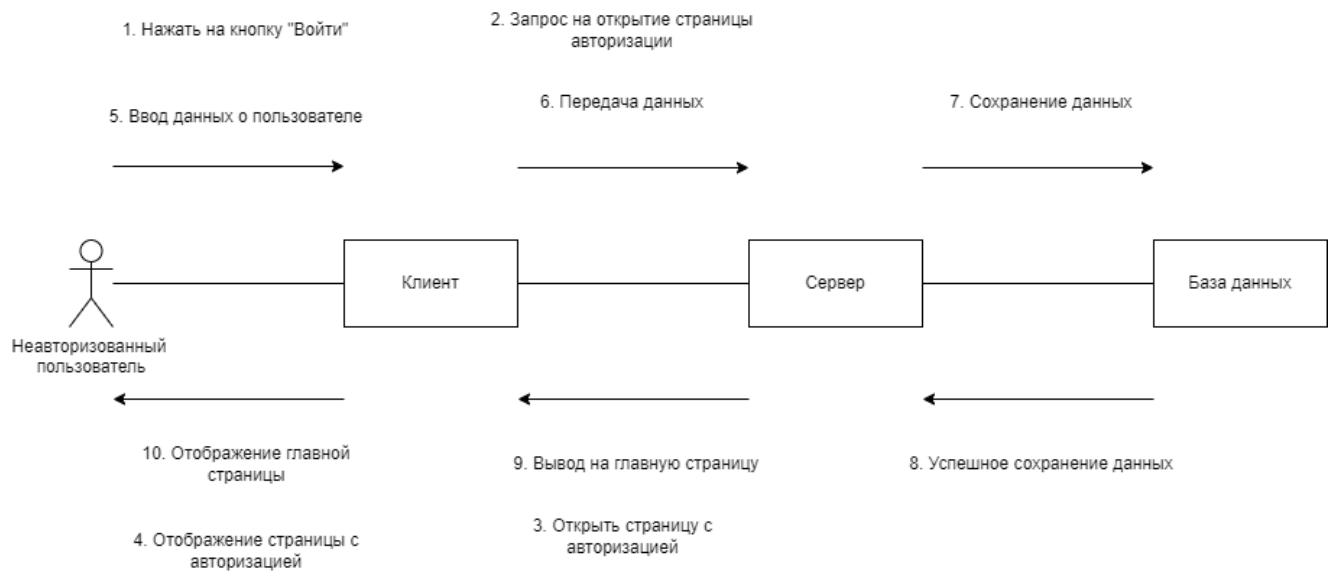 1. Нажать на кнопку "Войти"
2. Запрос на открытие страницы
авторизации
5. Ввод данных о пользователе
6. Передача данных
7. Сохранение данных
Клиент
Сервер
База данных
Неавторизованный
пользователь
10. Отображение главной
страницы
9. Вывод на главную страницу
8. Успешное сохранение данных
4. Отображение страницы с
авторизацией
3. Открыть страницу с
авторизацией